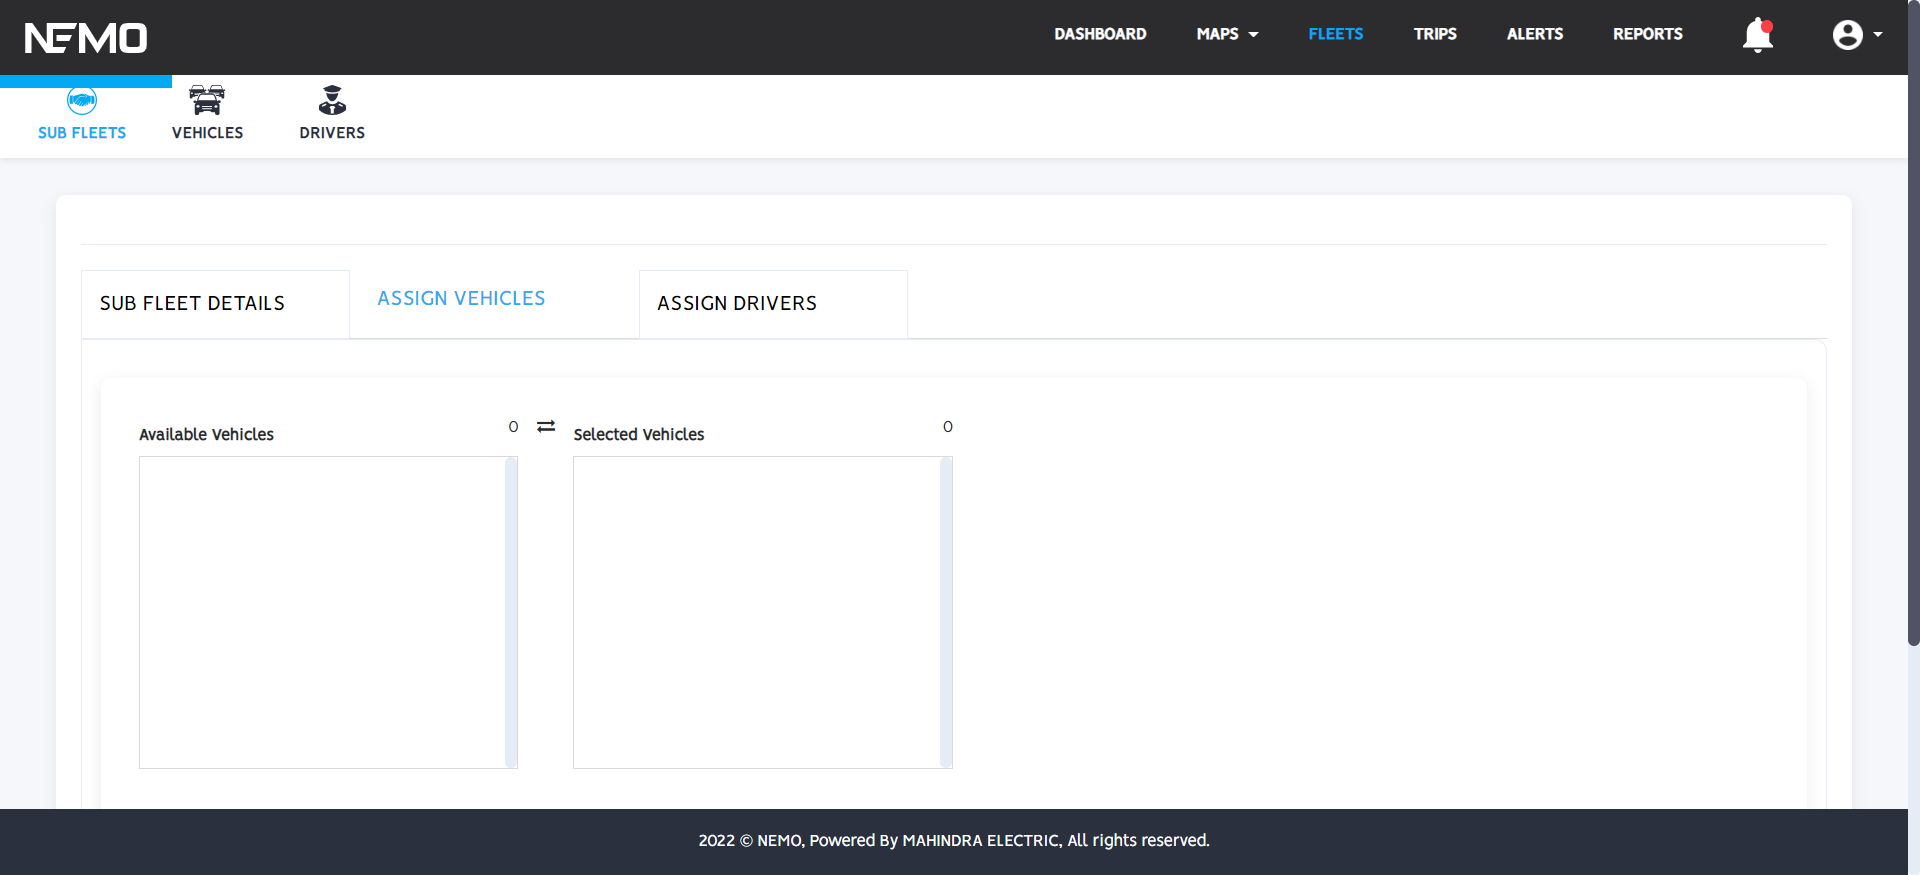 NEMO
DASHBOARD MAPS FLEETS TRIPS ALERTS REPORTS
SUB FLEETS VEHICLES DRIVERS
SUB FLEET DETAILS ASSIGN VEHICLES ASSIGN DRIVERS
Available Vehicles 0 Selected Vehicles 0
2022 © NEMO, Powered By MAHINDRA ELECTRIC, All rights reserved.